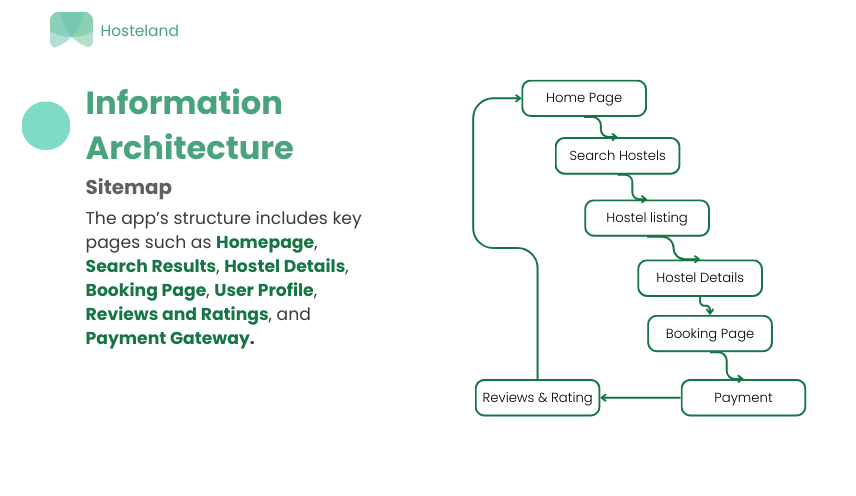 Hosteland
Information
Architecture
Sitemap
The app’s structure includes key
pages such as Homepage,
Search Results, Hostel Details,
Booking Page, User Profile,
Reviews and Ratings, and
Payment Gateway.
Home Page
Search Hostels
Hostel listing
Hostel Details
Booking Page
Payment
Reviews & Rating